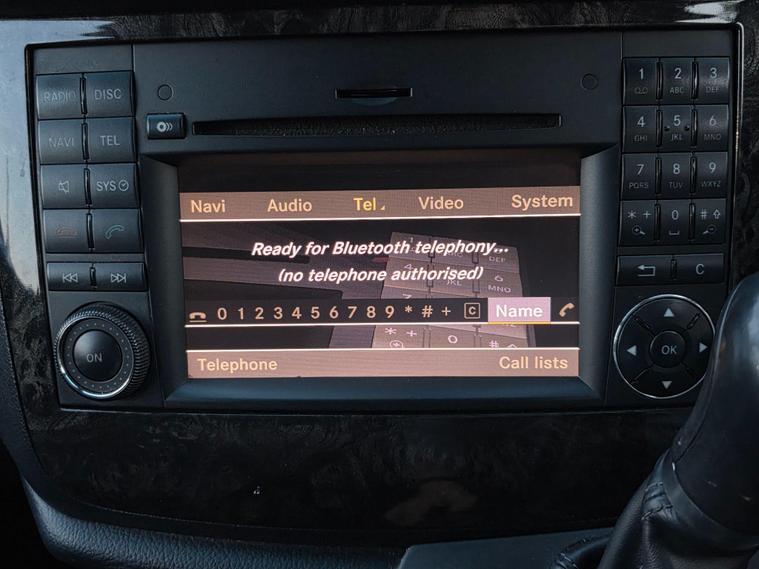 RADIO DISC
NAVI TEL
SYS
ON
Navi Audio Tel Video System
Ready for Bluetooth telephony...
(no telephone authorised)
0 1 2 3 4 5 6 7 8 9 * # + C Name
Telephone Call lists
1 2 ABC 3 DEF
4 GHI 5 JKL 6 MNO
7 PQRS 8 TUV 9 WXYZ
* + 0 #
C
OK